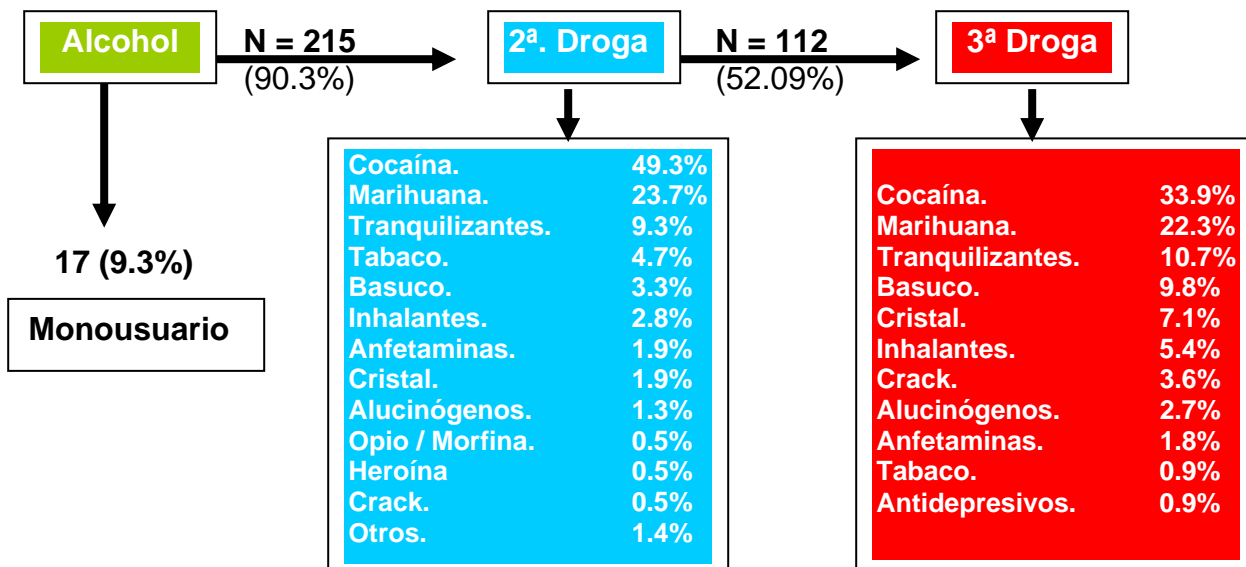 Alcohol
N = 215
(90.3%)
2ª. Droga
N = 112
(52.09%)
3ª Droga
17 (9.3%)
Monousuario
Cocaína. 49.3%
Marihuana. 23.7%
Tranquilizantes. 9.3%
Tabaco. 4.7%
Basuco. 3.3%
Inhalantes. 2.8%
Anfetaminas. 1.9%
Cristal. 1.9%
Alucinógenos. 1.3%
Opio / Morfina. 0.5%
Heroína 0.5%
Crack. 0.5%
Otros. 1.4%
Cocaína. 33.9%
Marihuana. 22.3%
Tranquilizantes. 10.7%
Basuco. 9.8%
Cristal. 7.1%
Inhalantes. 5.4%
Crack. 3.6%
Alucinógenos. 2.7%
Anfetaminas. 1.8%
Tabaco. 0.9%
Antidepresivos. 0.9%